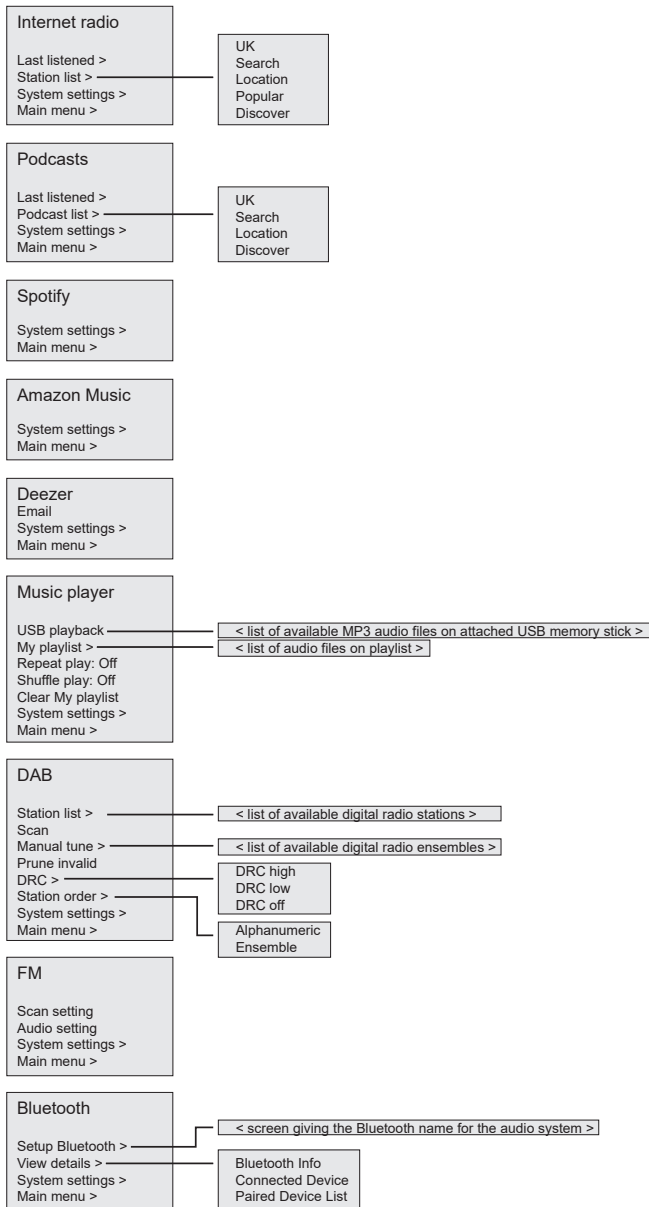 Internet radio
Last listened >
Station list >
System settings >
Main menu >
UK
Search
Location
Popular
Discover
Podcasts
Last listened >
Podcast list >
System settings >
Main menu >
UK
Search
Location
Discover
Spotify
System settings >
Main menu >
Amazon Music
System settings >
Main menu >
Deezer
Email
System settings >
Main menu >
Music player
USB playback
My playlist >
Repeat play: Off
Shuffle play: Off
Clear My playlist
System settings >
Main menu >
< list of available MP3 audio files on attached USB memory stick >
< list of audio files on playlist >
DAB
Station list >
Scan
Manual tune >
Prune invalid
DRC >
Station order >
System settings >
Main menu >
< list of available digital radio stations >
< list of available digital radio ensembles >
DRC high
DRC low
DRC off
Alphanumeric
Ensemble
FM
Scan setting
Audio setting
System settings >
Main menu >
Bluetooth
Setup Bluetooth >
View details >
System settings >
Main menu >
< screen giving the Bluetooth name for the audio system >
Bluetooth Info
Connected Device
Paired Device List